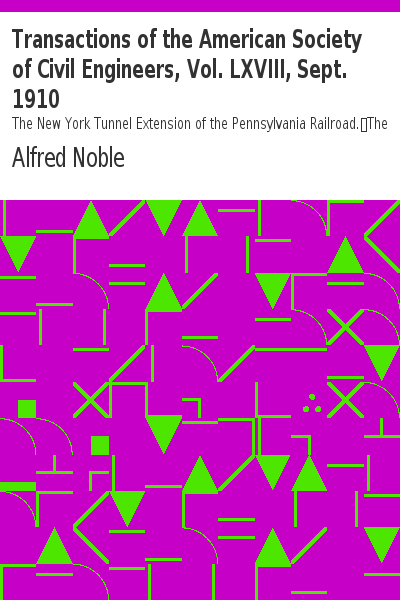 Transactions of the American Society
of Civil Engineers, Vol. LXVIII, Sept.
1910
The New York Tunnel Extension of the Pennsylvania Railroad.▯The
Alfred Noble